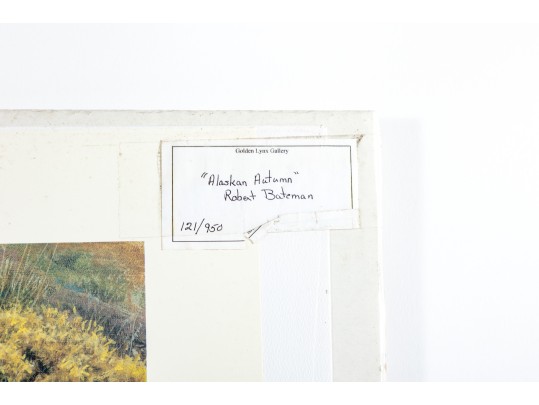 Golden Lynx Gallery
"Alaskan Autumn"
Robert Bateman
121/950